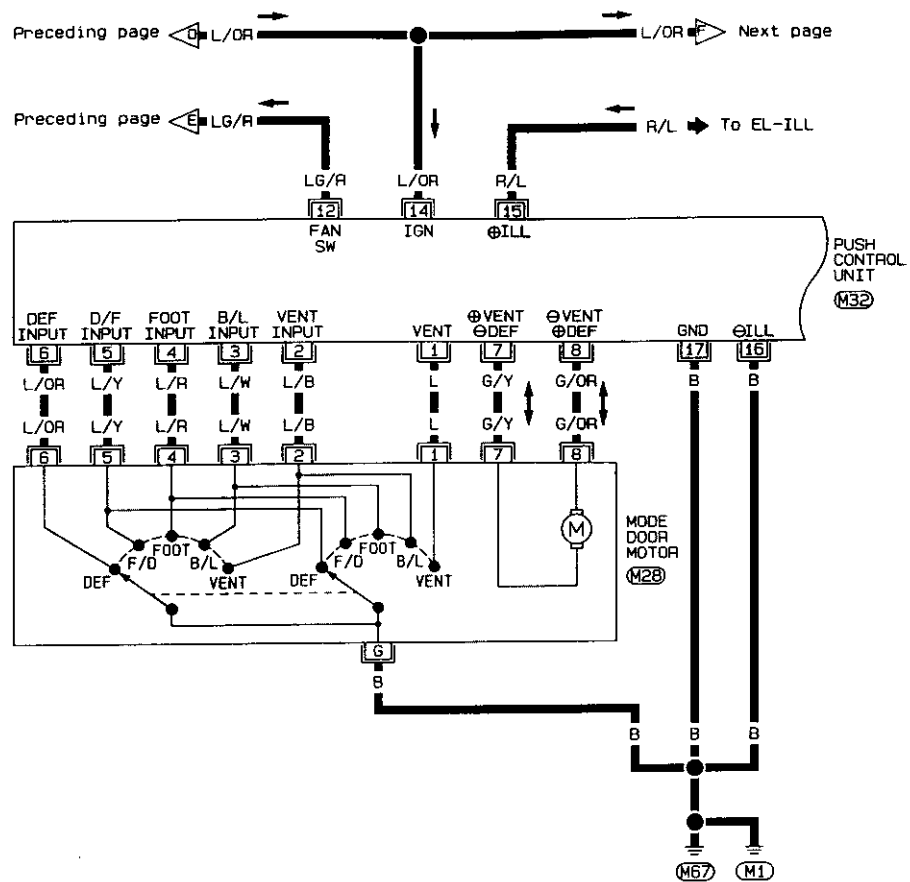 Preceding page D L/OR L/OR F Next page
Preceding page E LG/R R/L To EL-ILL
LG/R L/OR R/L
12 14 15
FAN SW IGN ⊕ILL
PUSH CONTROL UNIT
M32
DEF INPUT D/F INPUT FOOT INPUT B/L INPUT VENT INPUT VENT ⊕VENT ⊖DEF ⊖VENT ⊕DEF GND ⊖ILL
6 5 4 3 2 1 7 8 17 16
L/OR L/Y L/R L/W L/B L G/Y G/OR B B
L/OR L/Y L/R L/W L/B L G/Y G/OR
6 5 4 3 2 1 7 8
M
MODE DOOR MOTOR
M28
DEF F/D FOOT B/L VENT DEF F/D FOOT B/L VENT
G
B
B B B
M67 M1